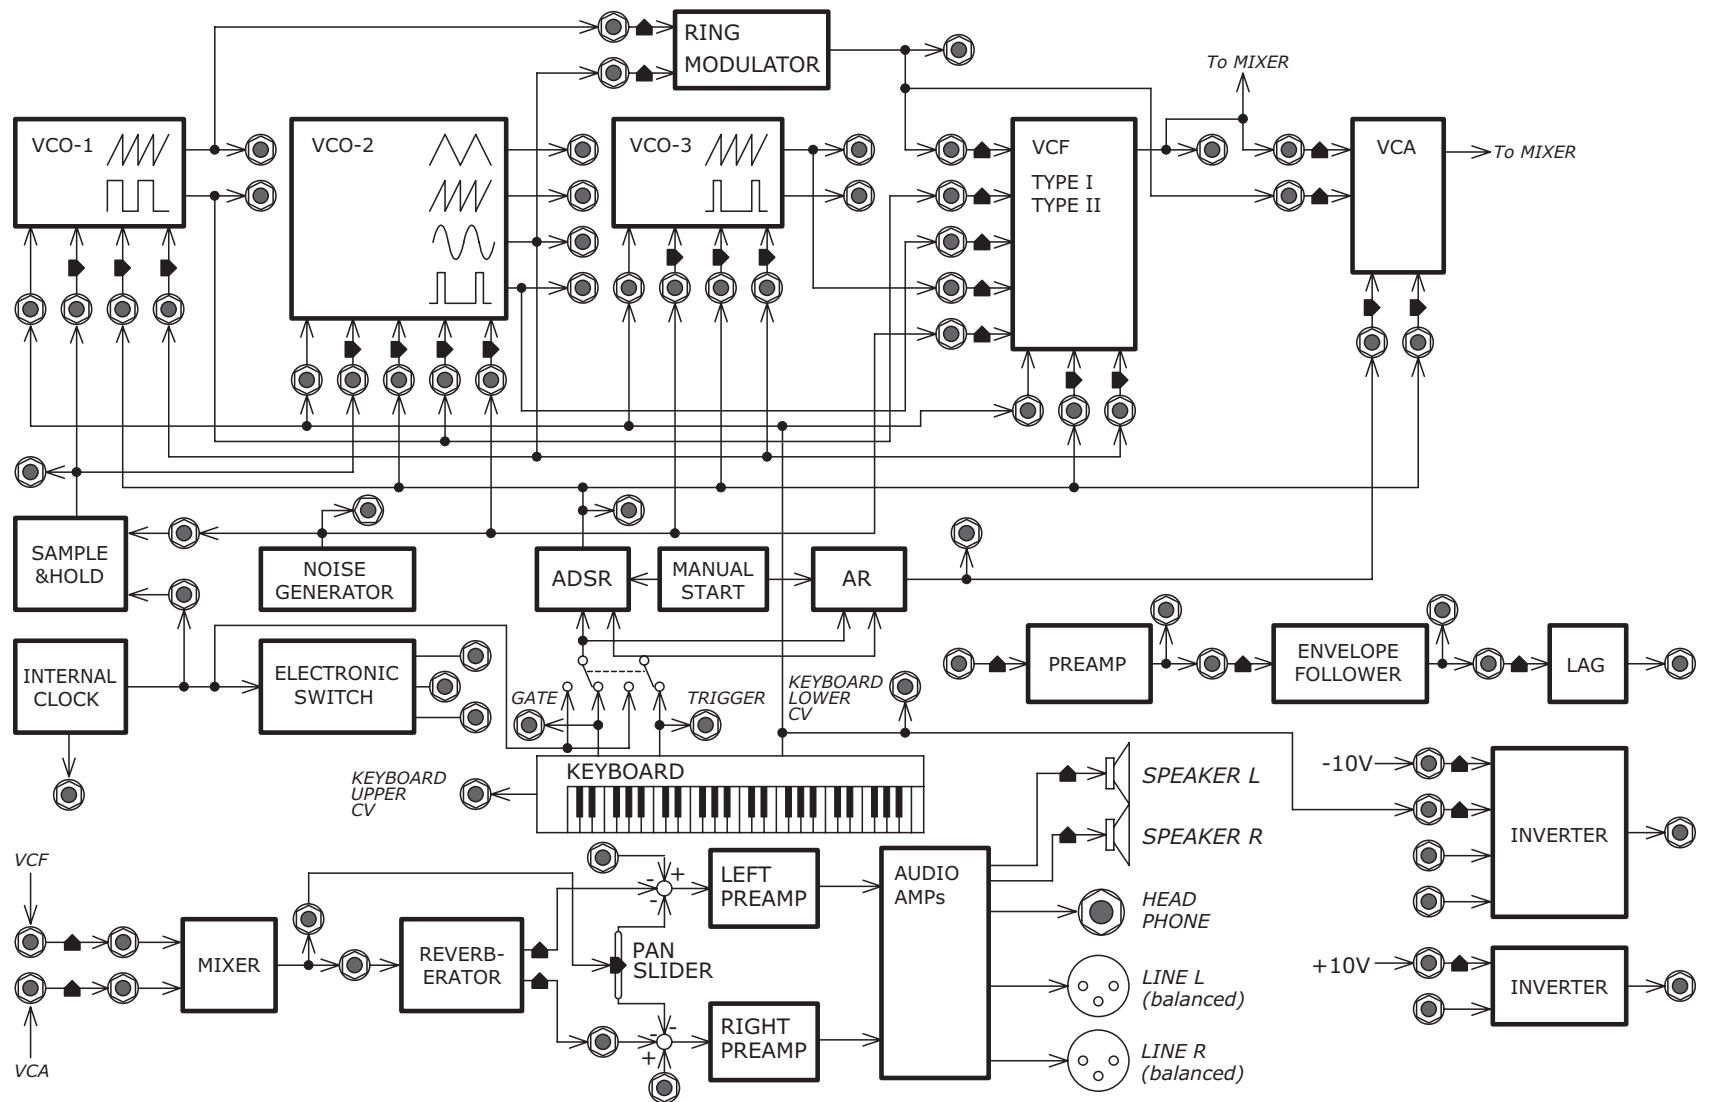 RING
MODULATOR
To MIXER
VCO-1
VCO-2
VCO-3
VCF
TYPE I
TYPE II
VCA
To MIXER
SAMPLE
&HOLD
NOISE
GENERATOR
ADSR
MANUAL
START
AR
INTERNAL
CLOCK
ELECTRONIC
SWITCH
GATE
TRIGGER
KEYBOARD
LOWER
CV
PREAMP
ENVELOPE
FOLLOWER
LAG
KEYBOARD
UPPER
CV
KEYBOARD
SPEAKER L
SPEAKER R
-10V
INVERTER
VCF
MIXER
REVERB-
ERATOR
- +
-
PAN
SLIDER
LEFT
PREAMP
AUDIO
AMPs
HEAD
PHONE
LINE L
(balanced)
+10V
INVERTER
VCA
- -
+
RIGHT
PREAMP
LINE R
(balanced)